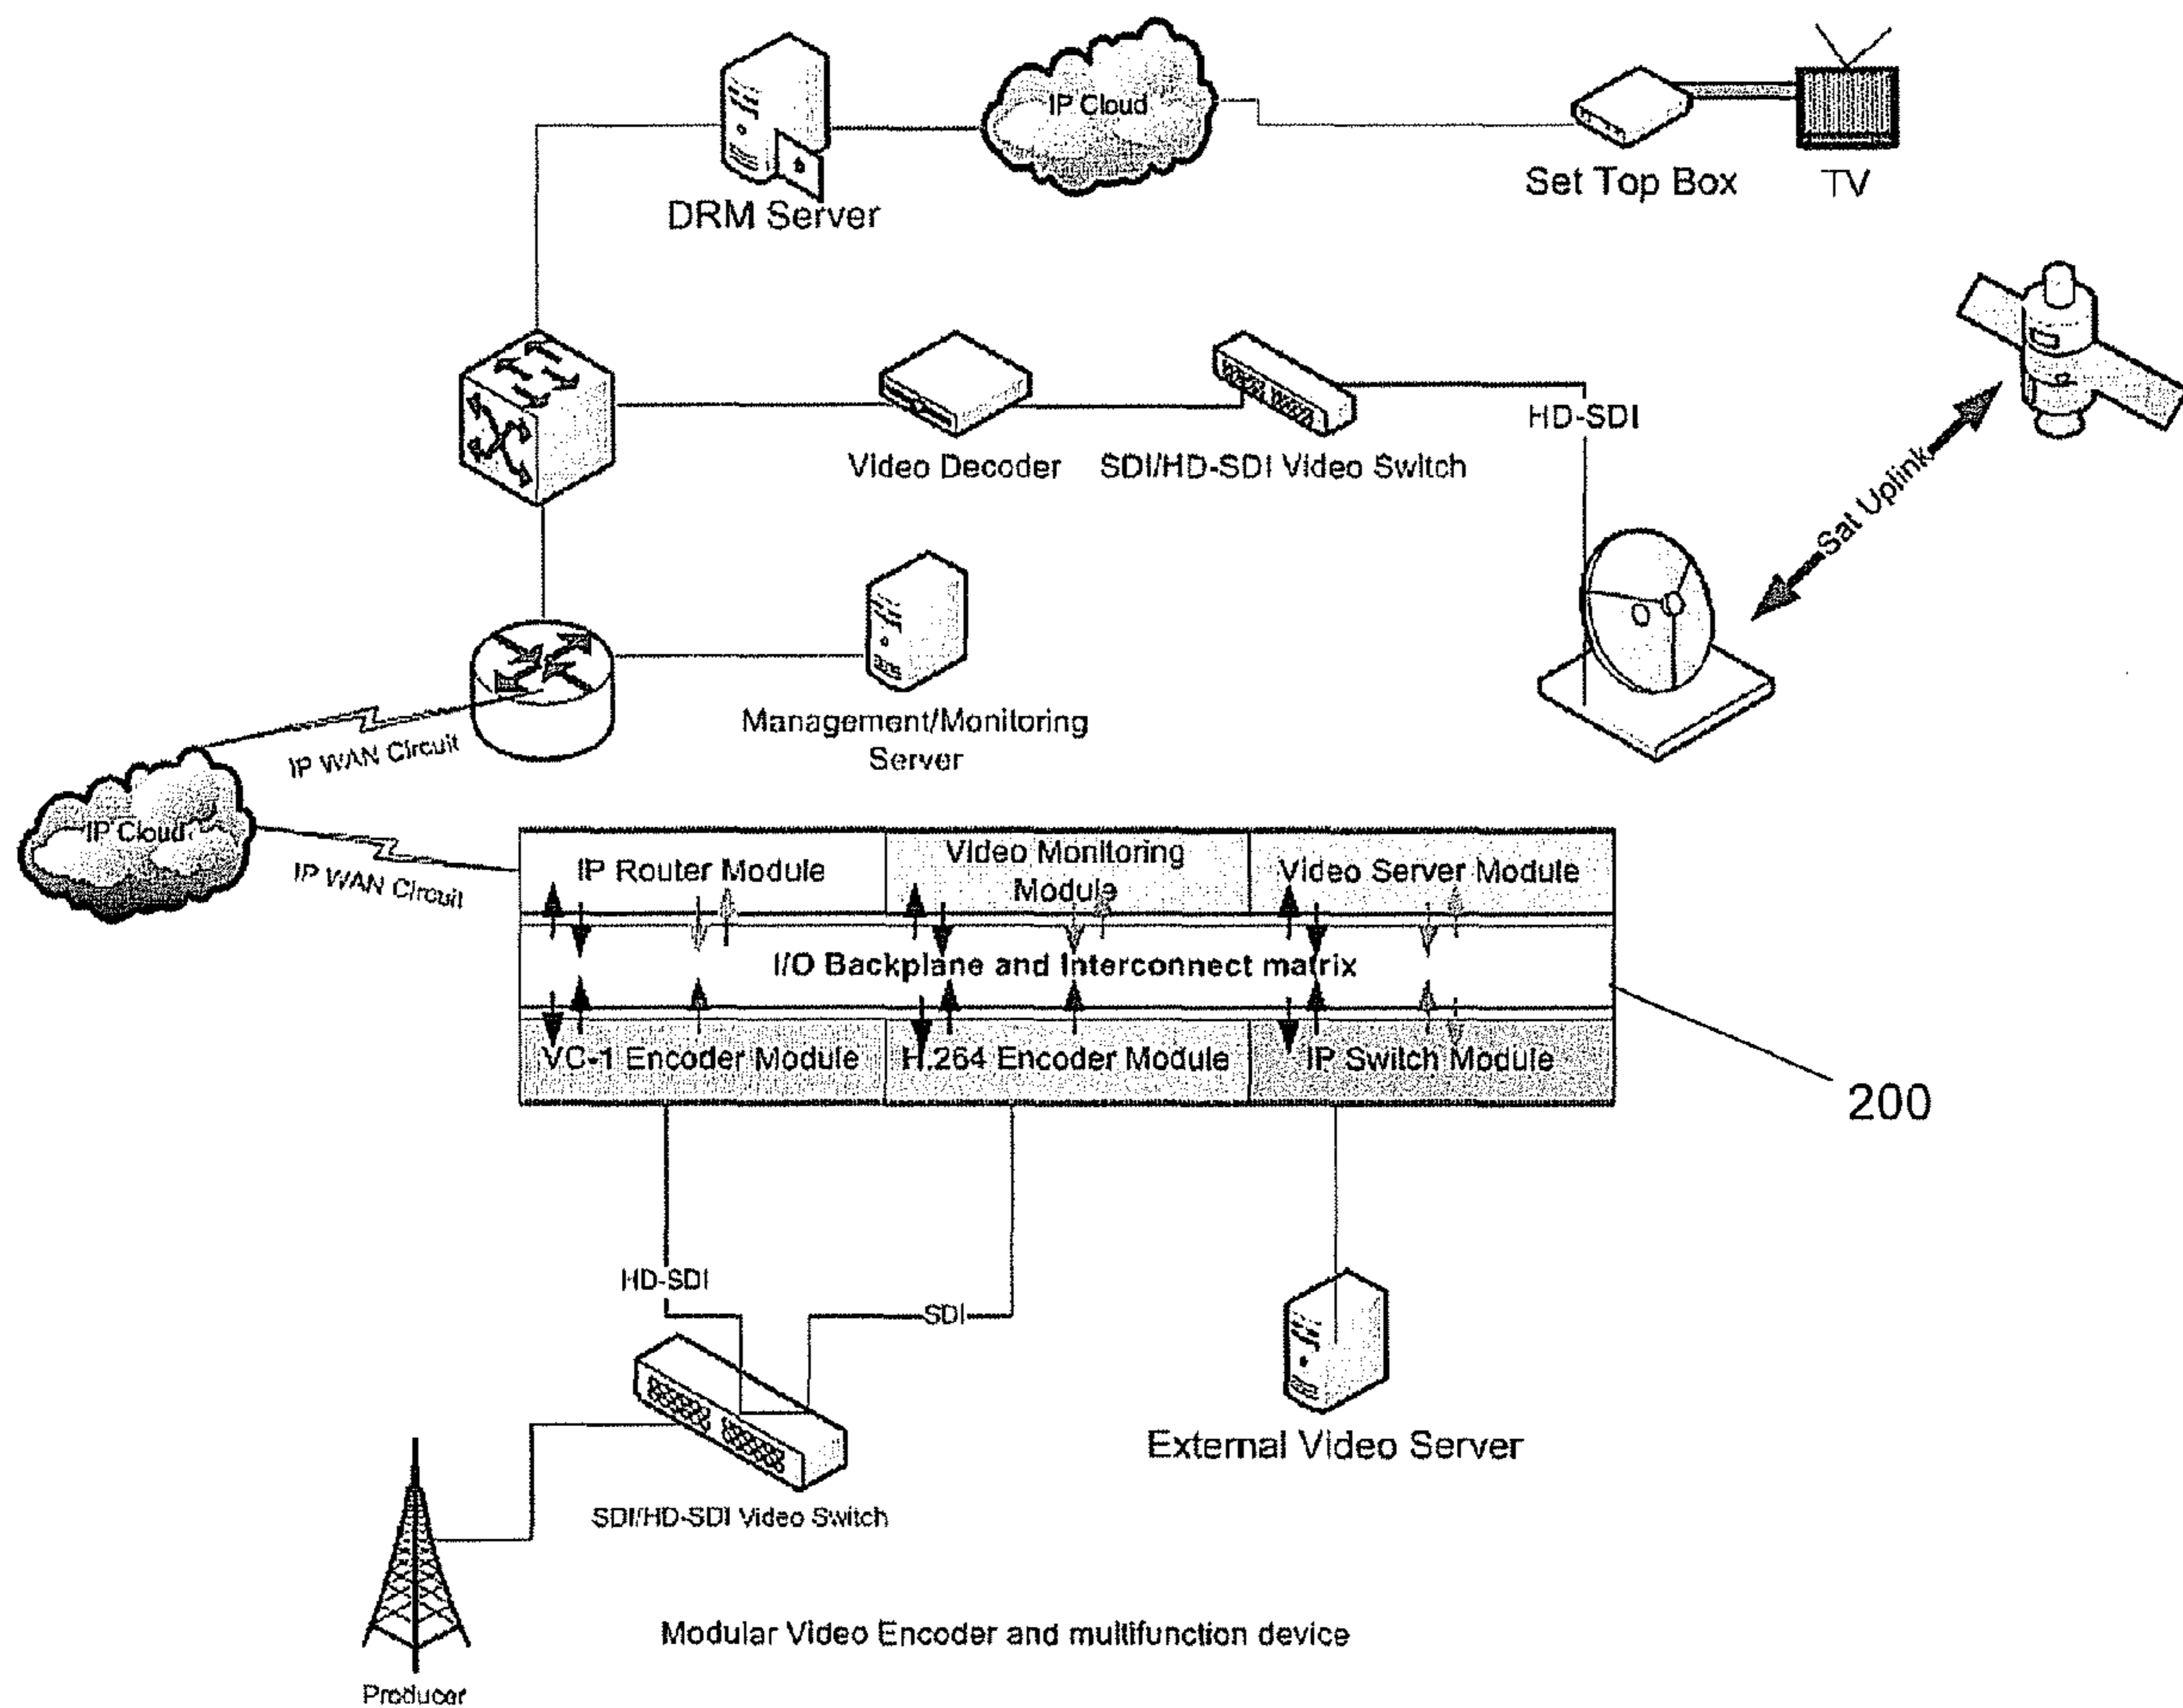 IP Cloud
DRM Server
Set Top Box
TV
HD-SDI
Video Decoder
SDI/HD-SDI Video Switch
Sat Uplink
Management/Monitoring
Server
IP WAN Circuit
IP Cloud
IP WAN Circuit
IP Router Module
Video Monitoring
Module
Video Server Module
I/O Backplane and Interconnect matrix
VC-1 Encoder Module
H.264 Encoder Module
IP Switch Module
200
HD-SDI
SDI
External Video Server
SDI/HD-SDI Video Switch
Modular Video Encoder and multifunction device
Producer